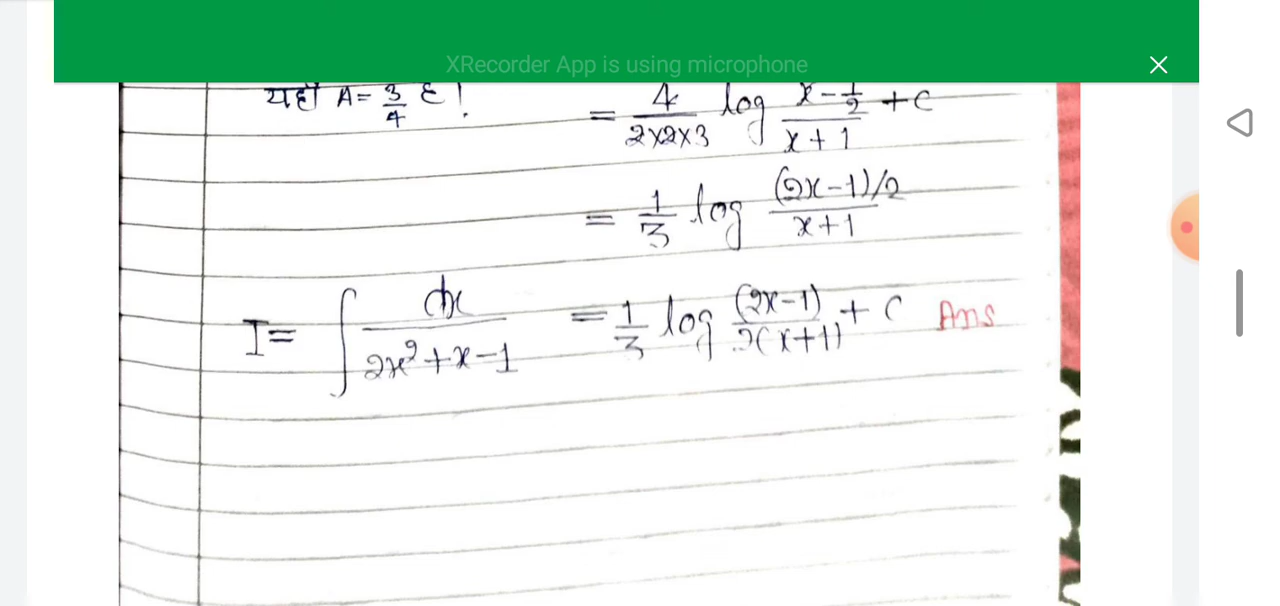 XRecorder App is using microphone
यहाँ A = 3/4 है! = 4/(2×2×3) log (x - 1/2)/(x + 1) + C
= 1/3 log ((2x-1)/2)/(x+1)
I = ∫ dx/(2x²+x-1) = 1/3 log (2x-1)/2(x+1) + C Ans